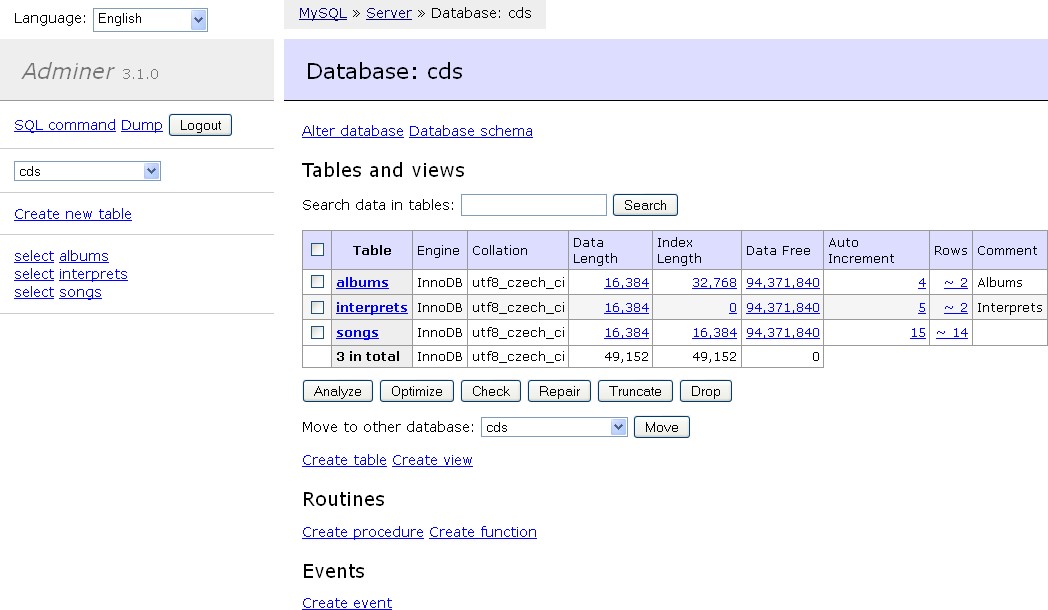 Language: English
Adminer 3.1.0
SQL command Dump Logout
cds
Create new table
select albums
select interprets
select songs
MySQL » Server » Database: cds
Database: cds
Alter database Database schema
Tables and views
Search data in tables: Search
Table Engine Collation Data Length Index Length Data Free Auto Increment Rows Comment
albums InnoDB utf8_czech_ci 16,384 32,768 94,371,840 4 ~ 2 Albums
interprets InnoDB utf8_czech_ci 16,384 0 94,371,840 5 ~ 2 Interprets
songs InnoDB utf8_czech_ci 16,384 16,384 94,371,840 15 ~ 14
3 in total InnoDB utf8_czech_ci 49,152 49,152 0
Analyze Optimize Check Repair Truncate Drop
Move to other database: cds Move
Create table Create view
Routines
Create procedure Create function
Events
Create event